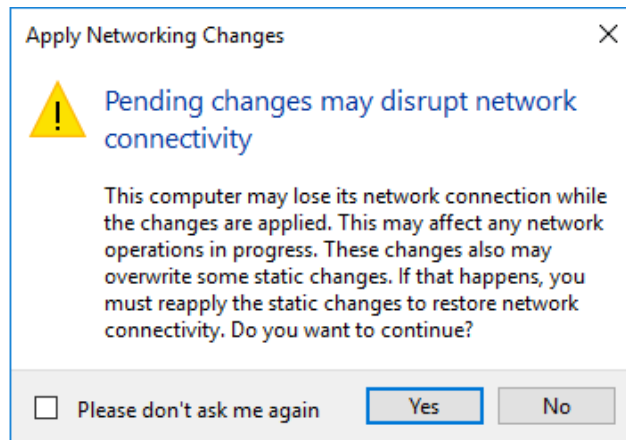 Apply Networking Changes
Pending changes may disrupt network
connectivity
This computer may lose its network connection while
the changes are applied. This may affect any network
operations in progress. These changes also may
overwrite some static changes. If that happens, you
must reapply the static changes to restore network
connectivity. Do you want to continue?
Please don't ask me again
Yes
No